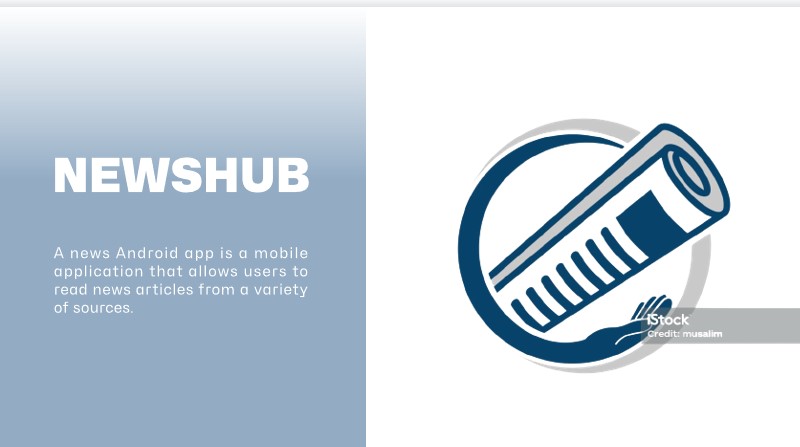 NEWSHUB
A news Android app is a mobile
application that allows users to
read news articles from a variety
of sources.
iStock
Credit: musalim